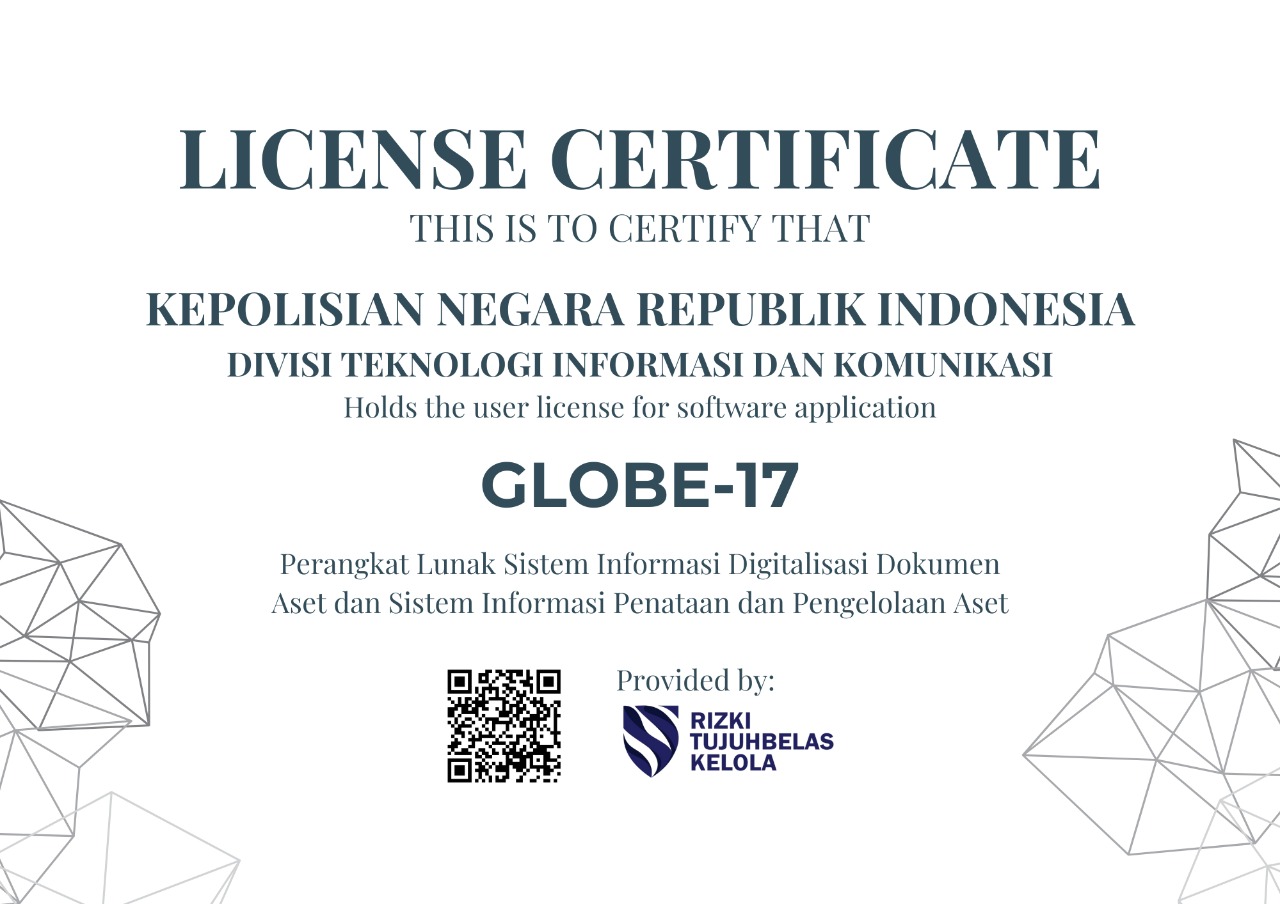 LICENSE CERTIFICATE
THIS IS TO CERTIFY THAT
KEPOLISIAN NEGARA REPUBLIK INDONESIA
DIVISI TEKNOLOGI INFORMASI DAN KOMUNIKASI
Holds the user license for software application
GLOBE-17
Perangkat Lunak Sistem Informasi Digitalisasi Dokumen
Aset dan Sistem Informasi Penataan dan Pengelolaan Aset
Provided by:
RIZKI
TUJUHBELAS
KELOLA